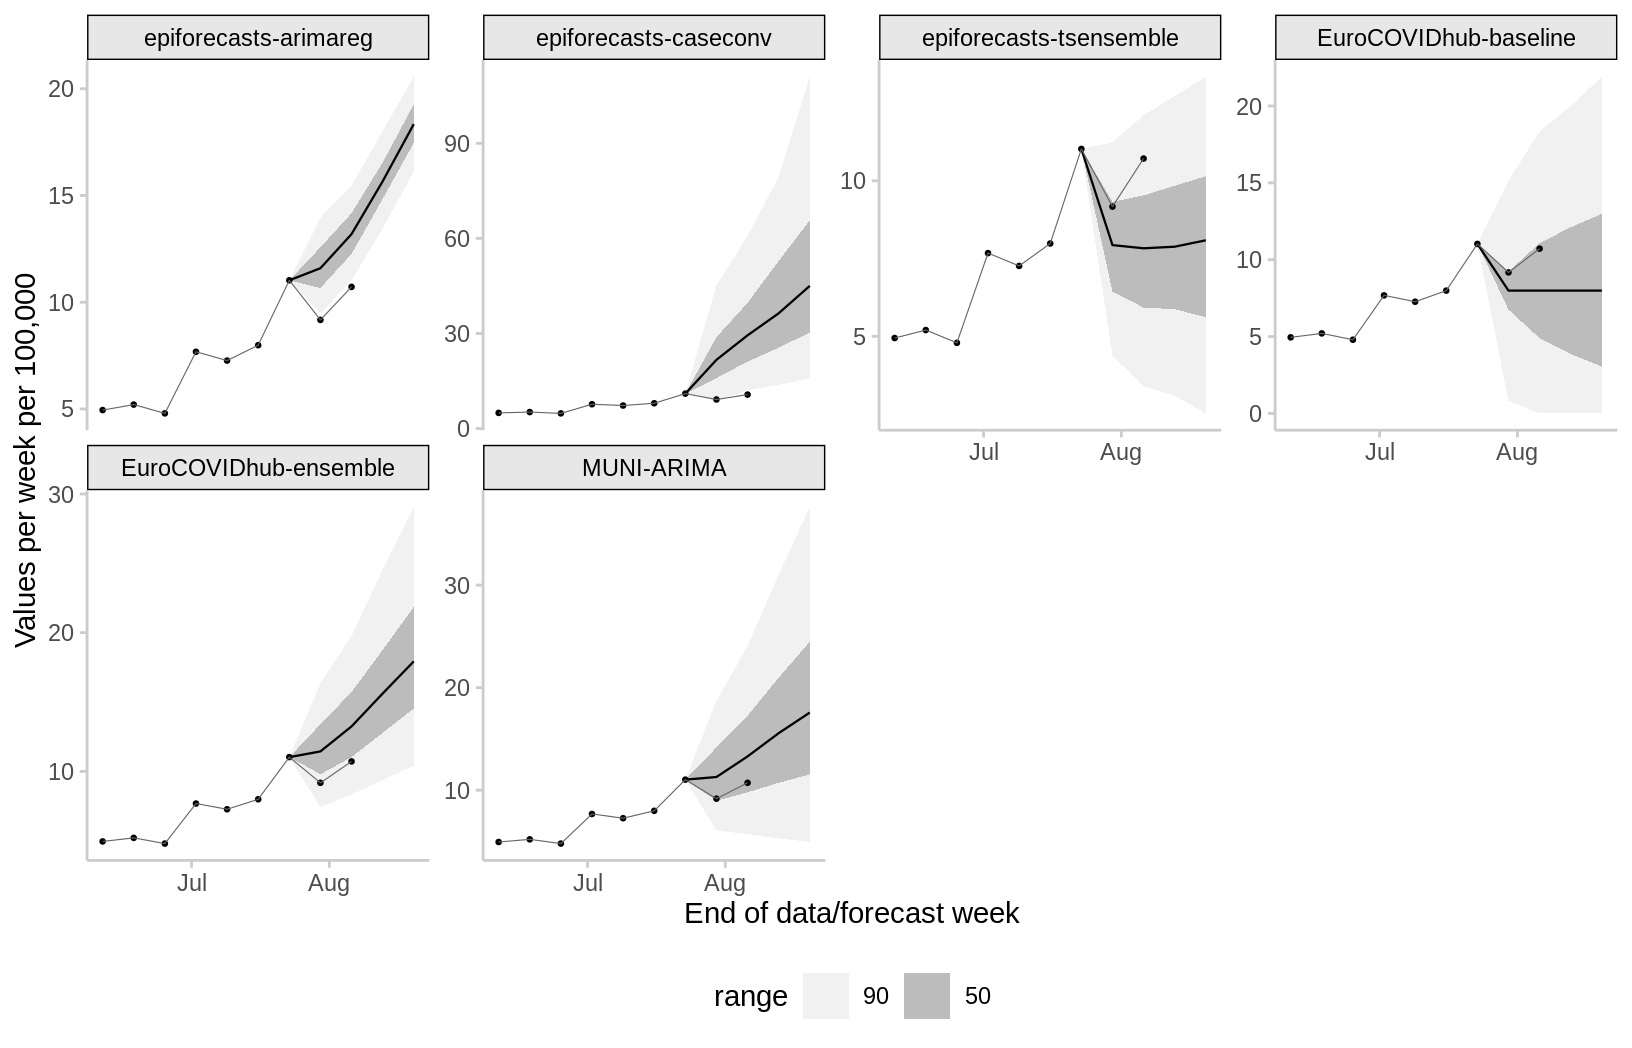 epiforecasts-arimareg
epiforecasts-caseconv
epiforecasts-tsensemble
EuroCOVIDhub-baseline
20
15
10
5
90
60
30
0
10
5
Jul
Aug
20
15
10
5
0
Jul
Aug
Values per week per 100,000
EuroCOVIDhub-ensemble
MUNI-ARIMA
30
20
10
Jul
Aug
30
20
10
Jul
Aug
End of data/forecast week
range 90 50